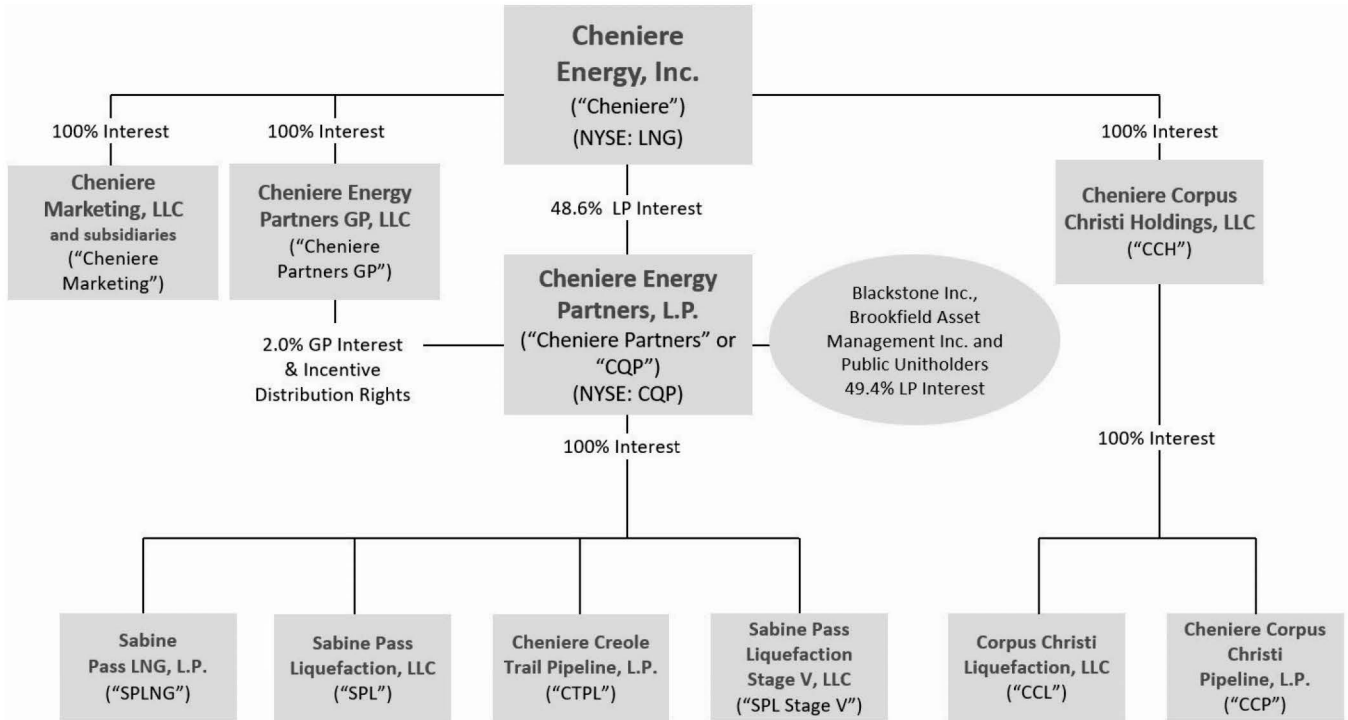 Cheniere
Energy, Inc.
(“Cheniere”)
(NYSE: LNG)
100% Interest
100% Interest
100% Interest
Cheniere
Marketing, LLC
and subsidiaries
(“Cheniere
Marketing”)
Cheniere Energy
Partners GP, LLC
(“Cheniere
Partners GP”)
48.6% LP Interest
Cheniere Corpus
Christi Holdings, LLC
(“CCH”)
Cheniere Energy
Partners, L.P.
(“Cheniere Partners” or
“CQP”)
(NYSE: CQP)
2.0% GP Interest
& Incentive
Distribution Rights
Blackstone Inc.,
Brookfield Asset
Management Inc. and
Public Unitholders
49.4% LP Interest
100% Interest
100% Interest
Sabine
Pass LNG, L.P.
(“SPLNG”)
Sabine Pass
Liquefaction, LLC
(“SPL”)
Cheniere Creole
Trail Pipeline, L.P.
(“CTPL”)
Sabine Pass
Liquefaction
Stage V, LLC
(“SPL Stage V”)
Corpus Christi
Liquefaction, LLC
(“CCL”)
Cheniere Corpus
Christi
Pipeline, L.P.
(“CCP”)